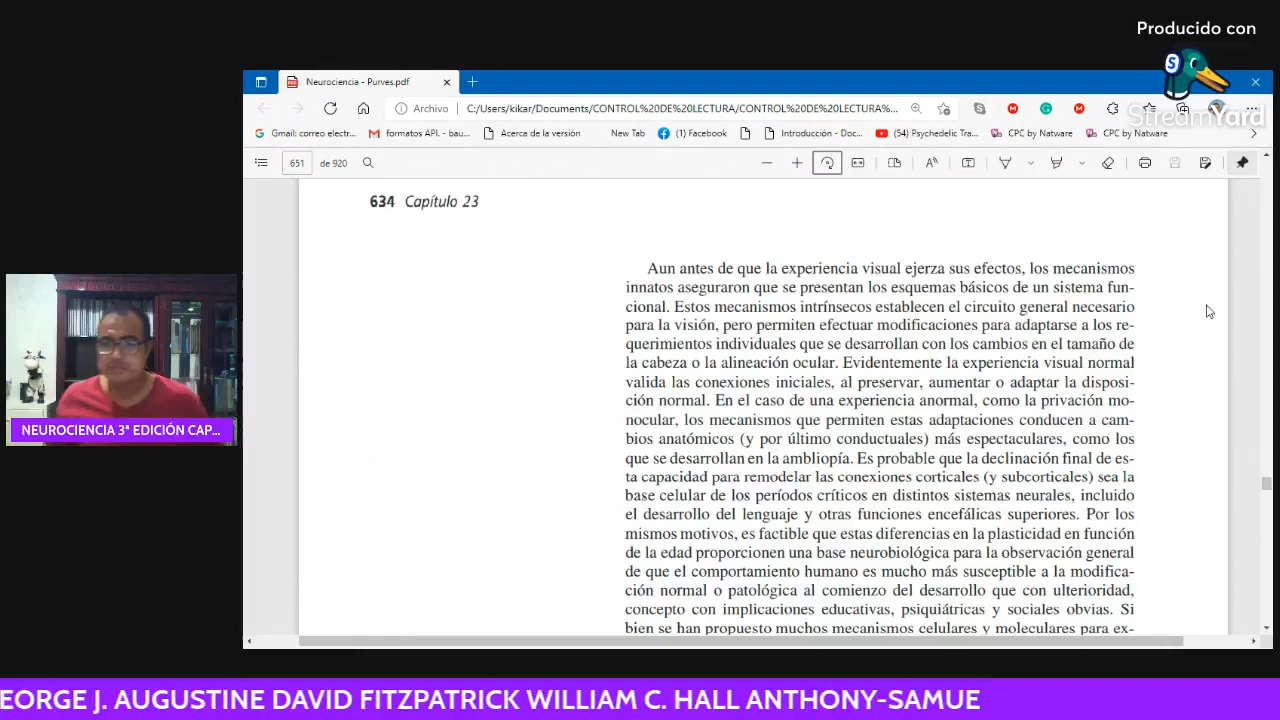 Producido con
StreamYard
Neurociencia - Purves.pdf
Archivo
C:/Users/kikar/Documents/CONTROL%20DE%20LECTURA/CONTROL%20DE%20LECTURA%...
Gmail: correo electr...
formatos API. - bau...
Acerca de la versión
New Tab
(1) Facebook
Introducción - Doc...
(54) Psychedelic Tra...
CPC by Natware
CPC by Natware
651
de 920
634 Capítulo 23
Aun antes de que la experiencia visual ejerza sus efectos, los mecanismos
innatos aseguraron que se presentan los esquemas básicos de un sistema fun-
cional. Estos mecanismos intrínsecos establecen el circuito general necesario
para la visión, pero permiten efectuar modificaciones para adaptarse a los re-
querimientos individuales que se desarrollan con los cambios en el tamaño de
la cabeza o la alineación ocular. Evidentemente la experiencia visual normal
valida las conexiones iniciales, al preservar, aumentar o adaptar la disposi-
ción normal. En el caso de una experiencia anormal, como la privación mo-
nocular, los mecanismos que permiten estas adaptaciones conducen a cam-
bios anatómicos (y por último conductuales) más espectaculares, como los
que se desarrollan en la ambliopía. Es probable que la declinación final de es-
ta capacidad para remodelar las conexiones corticales (y subcorticales) sea la
base celular de los períodos críticos en distintos sistemas neurales, incluido
el desarrollo del lenguaje y otras funciones encefálicas superiores. Por los
mismos motivos, es factible que estas diferencias en la plasticidad en función
de la edad proporcionen una base neurobiológica para la observación general
de que el comportamiento humano es mucho más susceptible a la modifica-
ción normal o patológica al comienzo del desarrollo que con ulterioridad,
concepto con implicaciones educativas, psiquiátricas y sociales obvias. Si
bien se han propuesto muchos mecanismos celulares y moleculares para ex-
NEUROCIENCIA 3ª EDICIÓN CAP...
EORGE J. AUGUSTINE DAVID FITZPATRICK WILLIAM C. HALL ANTHONY-SAMUE